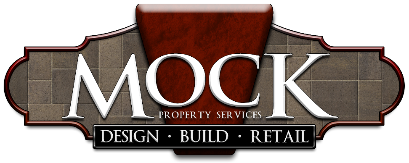 MOCK
PROPERTY SERVICES
DESIGN · BUILD · RETAIL